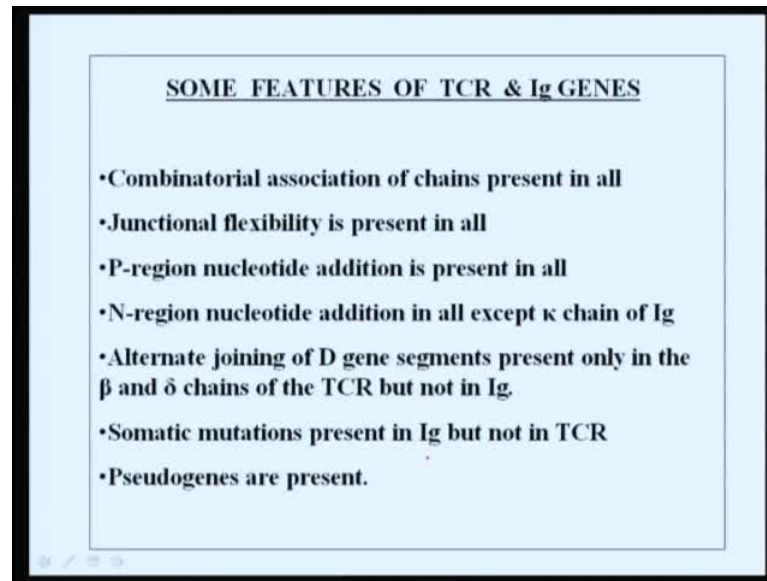 SOME FEATURES OF TCR & Ig GENES
•Combinatorial association of chains present in all
•Junctional flexibility is present in all
•P-region nucleotide addition is present in all
•N-region nucleotide addition in all except κ chain of Ig
•Alternate joining of D gene segments present only in the
β and δ chains of the TCR but not in Ig.
•Somatic mutations present in Ig but not in TCR
•Pseudogenes are present.